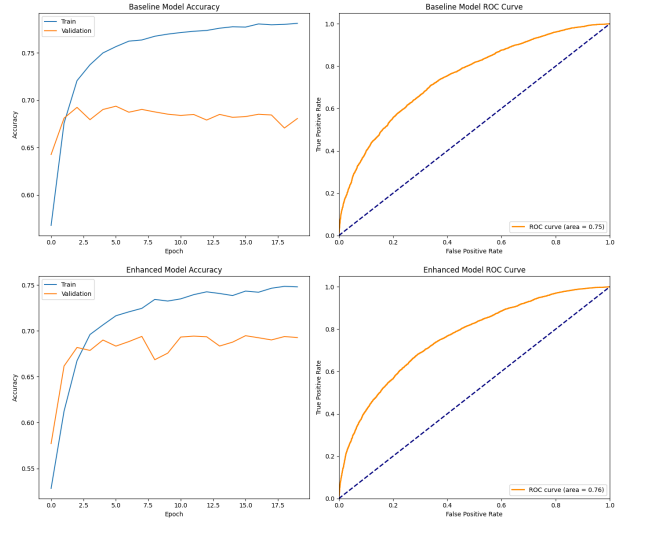 Baseline Model Accuracy
Train
Validation
0.75
0.70
0.65
0.60
Accuracy
0.0 2.5 5.0 7.5 10.0 12.5 15.0 17.5
Epoch
Baseline Model ROC Curve
1.0
0.8
0.6
0.4
0.2
0.0
True Positive Rate
ROC curve (area = 0.75)
0.0 0.2 0.4 0.6 0.8 1.0
False Positive Rate
Enhanced Model Accuracy
Train
Validation
0.75
0.70
0.65
0.60
0.55
Accuracy
0.0 2.5 5.0 7.5 10.0 12.5 15.0 17.5
Epoch
Enhanced Model ROC Curve
1.0
0.8
0.6
0.4
0.2
0.0
True Positive Rate
ROC curve (area = 0.76)
0.0 0.2 0.4 0.6 0.8 1.0
False Positive Rate